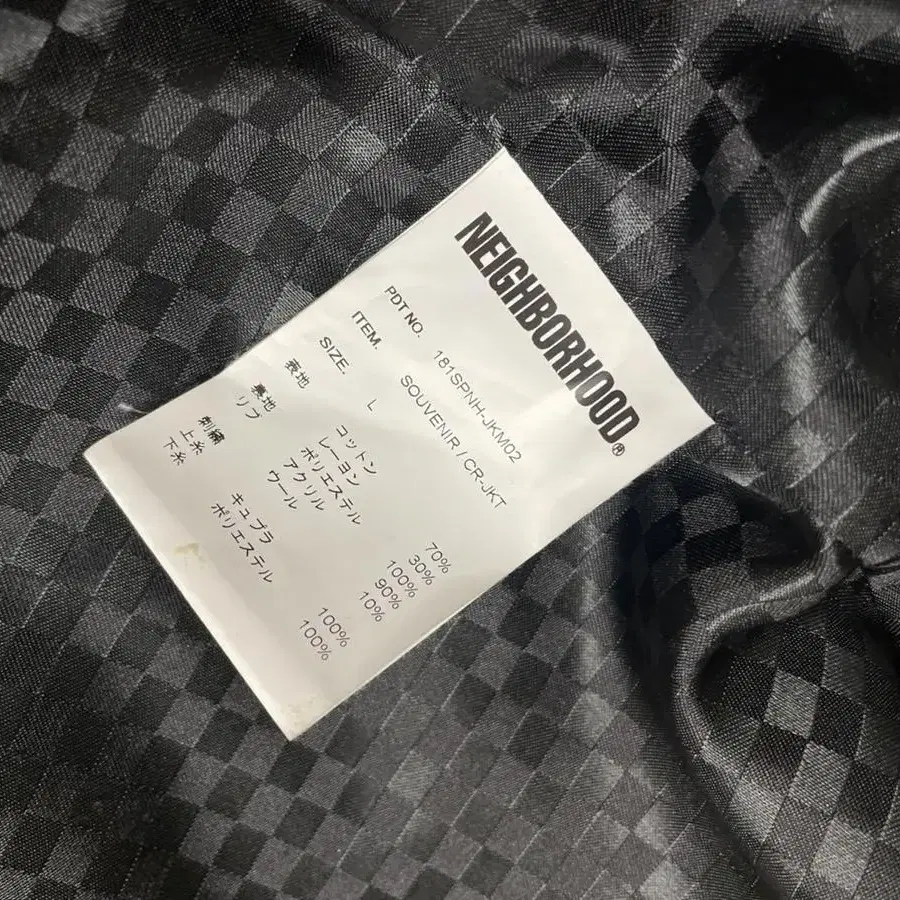 NEIGHBORHOOD®
PDT NO. 181SPNH-JKM02
ITEM. SOUVENIR / CR-JKT
SIZE. L
表地 コットン 70%
レーヨン 30%
裏地 ポリエステル 100%
リブ アクリル 90%
ウール 10%
刺繍
上糸 キュプラ 100%
下糸 ポリエステル 100%